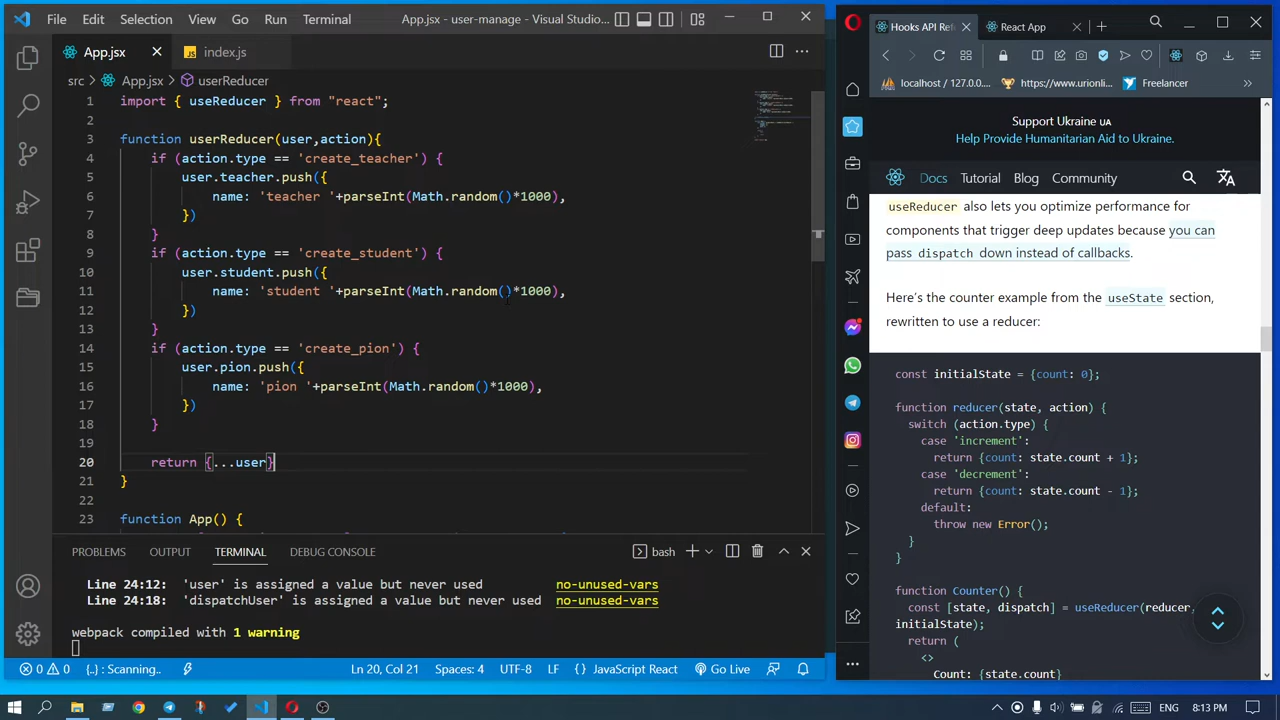 File Edit Selection View Go Run Terminal App.jsx - user-manage - Visual Studio...
App.jsx index.js
src > App.jsx > userReducer
1 import { useReducer } from "react";
2
3 function userReducer(user,action){
4 if (action.type == 'create_teacher') {
5 user.teacher.push({
6 name: 'teacher '+parseInt(Math.random()*1000),
7 })
8 }
9 if (action.type == 'create_student') {
10 user.student.push({
11 name: 'student '+parseInt(Math.random()*1000),
12 })
13 }
14 if (action.type == 'create_pion') {
15 user.pion.push({
16 name: 'pion '+parseInt(Math.random()*1000),
17 })
18 }
19
20 return {...user}
21 }
22
23 function App() {
PROBLEMS OUTPUT TERMINAL DEBUG CONSOLE bash
Line 24:12: 'user' is assigned a value but never used no-unused-vars
Line 24:18: 'dispatchUser' is assigned a value but never used no-unused-vars
webpack compiled with 1 warning
0 0 {..} : Scanning.. Ln 20, Col 21 Spaces: 4 UTF-8 LF {} JavaScript React Go Live
Hooks API Ref React App
localhost / 127.0.0.... https://www.urionli... Freelancer
Support Ukraine UA
Help Provide Humanitarian Aid to Ukraine.
Docs Tutorial Blog Community
useReducer also lets you optimize performance for
components that trigger deep updates because you can
pass dispatch down instead of callbacks.
Here's the counter example from the useState section,
rewritten to use a reducer:
const initialState = {count: 0};
function reducer(state, action) {
switch (action.type) {
case 'increment':
return {count: state.count + 1};
case 'decrement':
return {count: state.count - 1};
default:
throw new Error();
}
}
function Counter() {
const [state, dispatch] = useReducer(reducer,
initialState);
return (
<>
Count: {state.count}
ENG 8:13 PM